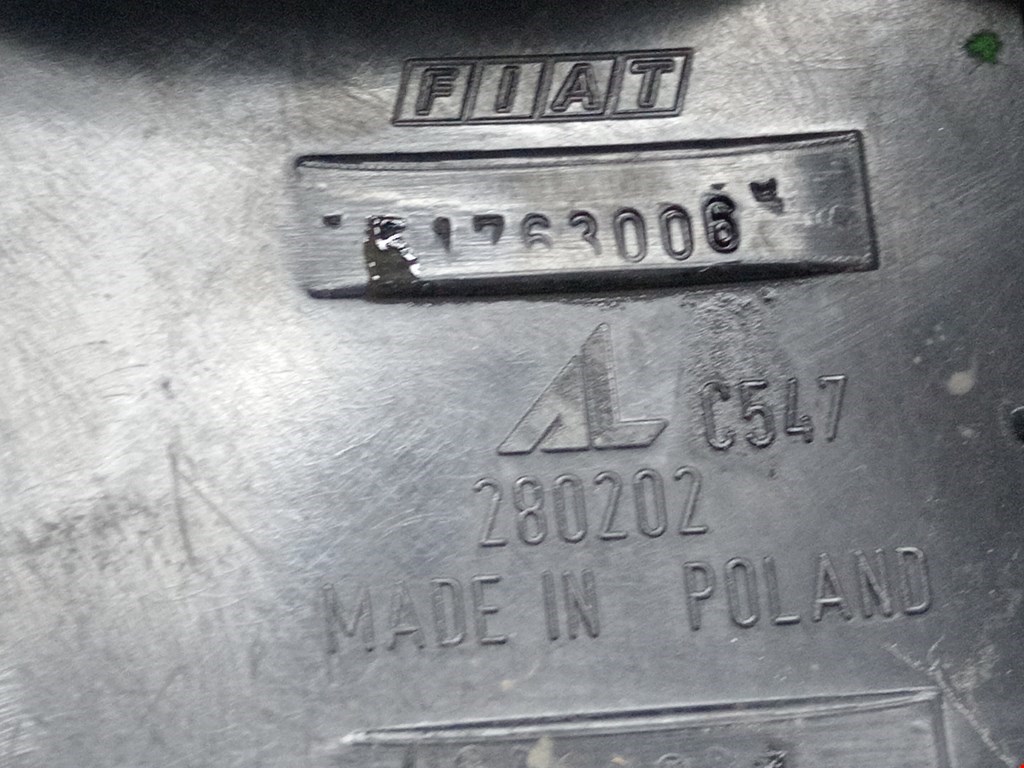 FIAT
1763006
AL C547
280202
MADE IN POLAND